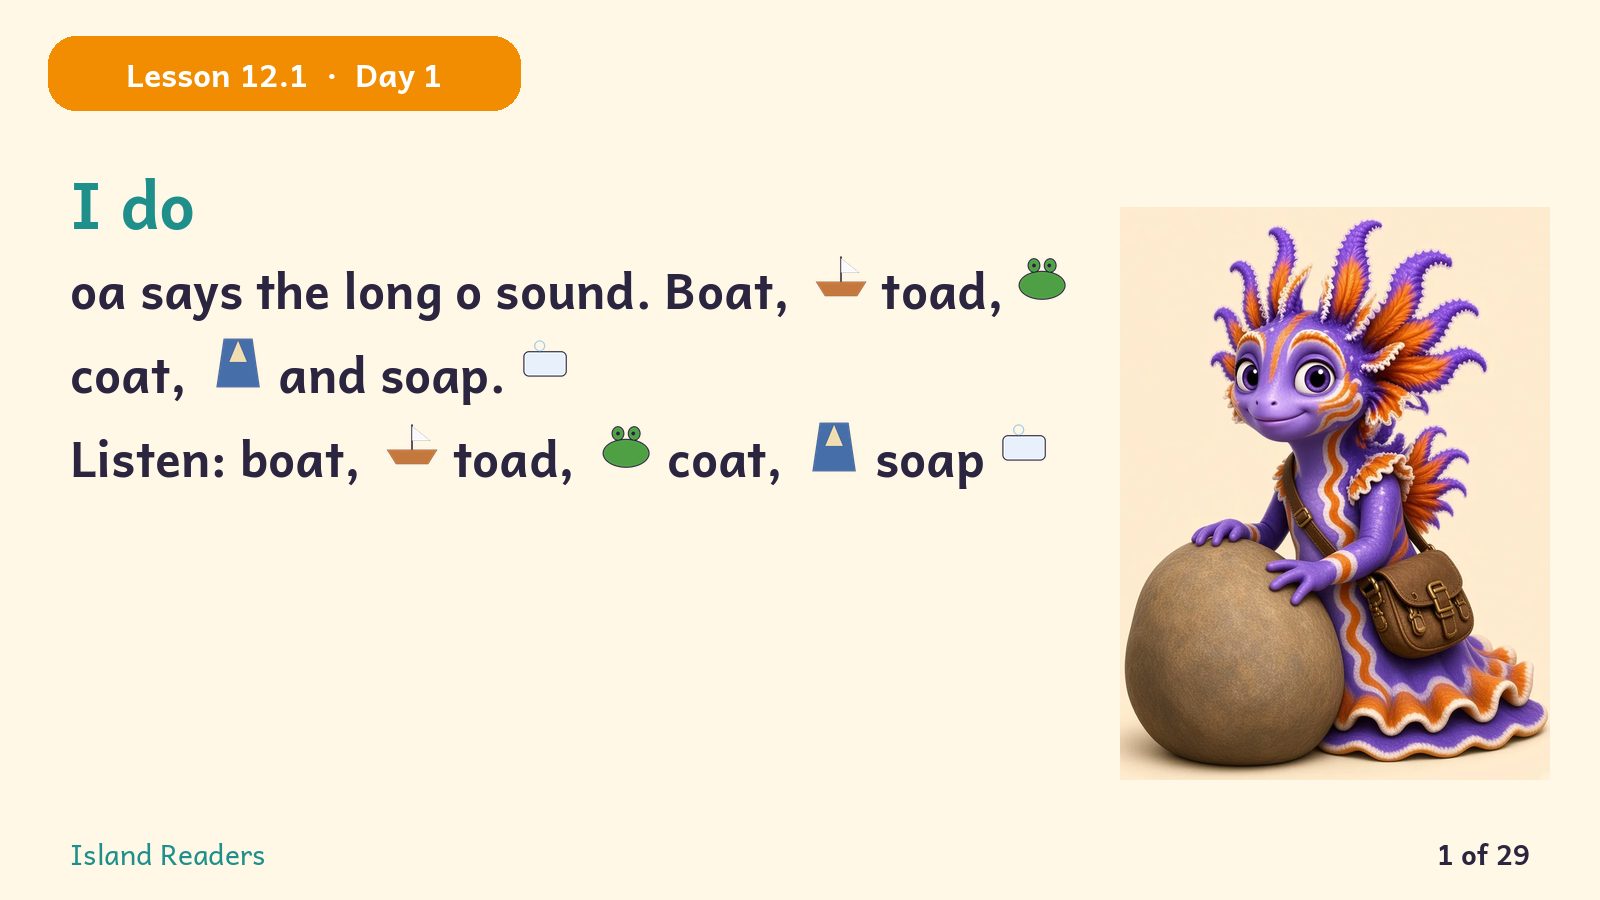 Lesson 12.1 · Day 1
I do
oa says the long o sound. Boat, toad,
coat, and soap.
Listen: boat, toad, coat, soap
Island Readers
1 of 29